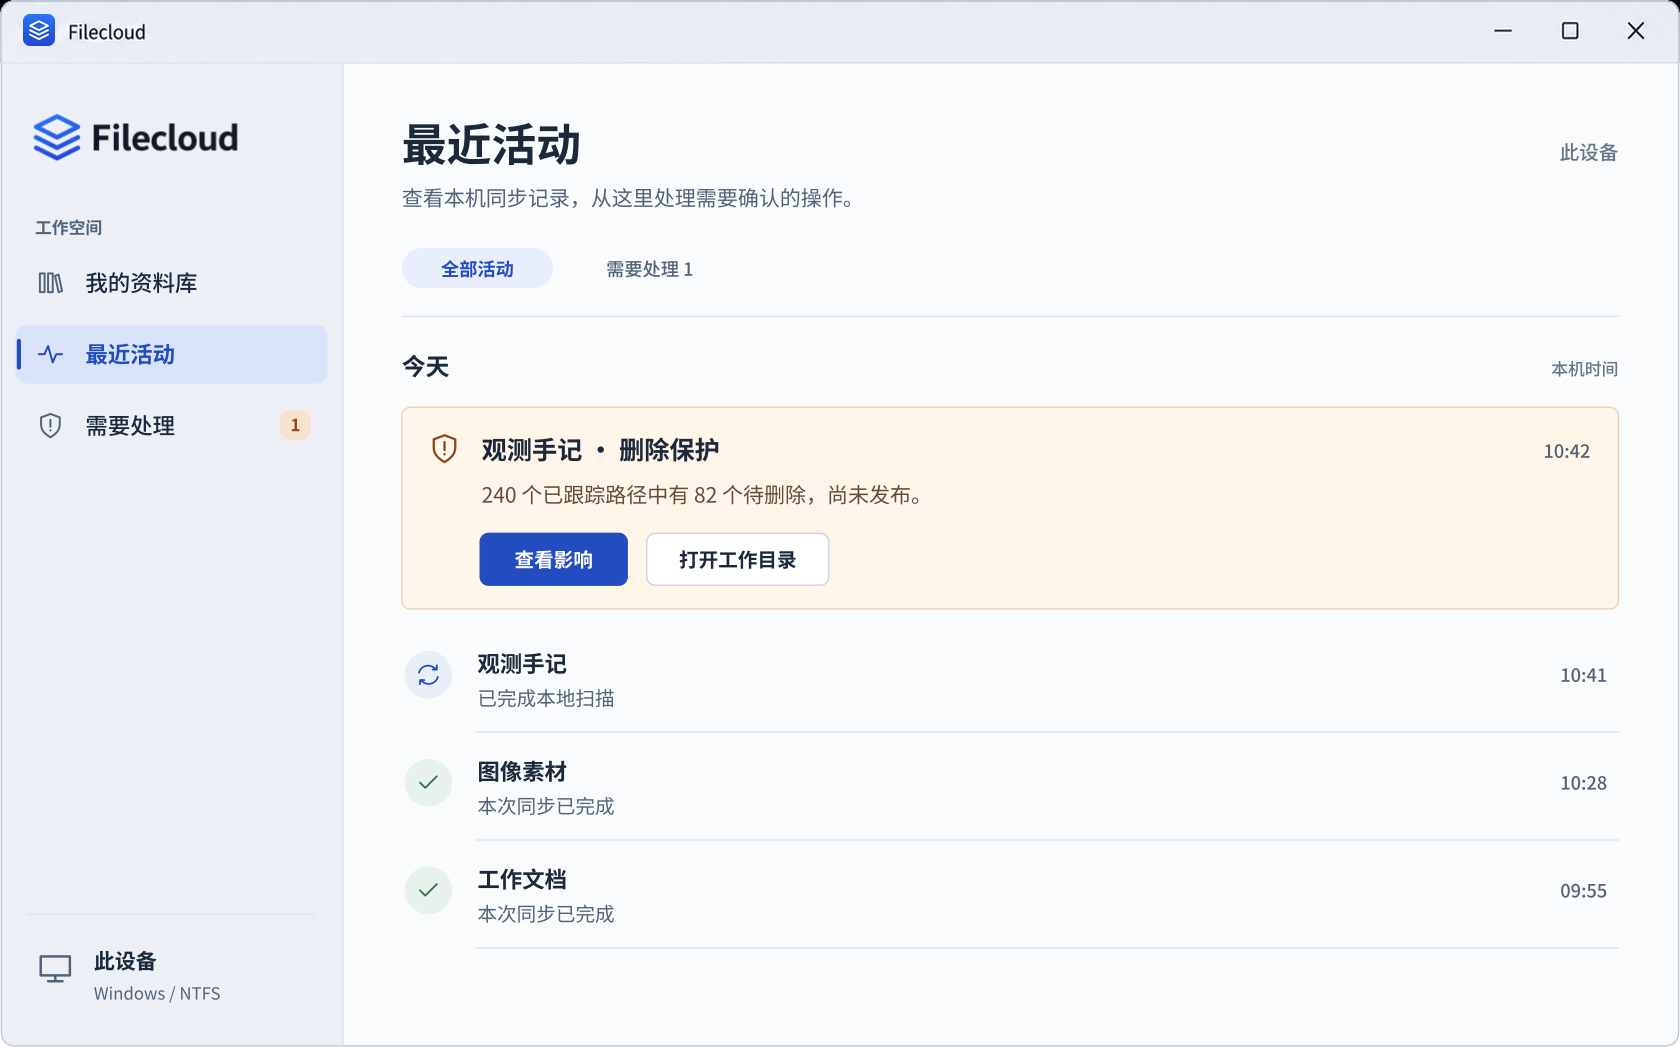 Filecloud
Filecloud
工作空间
我的资料库
最近活动
需要处理 1
此设备
Windows / NTFS
最近活动
此设备
查看本机同步记录，从这里处理需要确认的操作。
全部活动 需要处理 1
今天
本机时间
观测手记 · 删除保护
10:42
240 个已跟踪路径中有 82 个待删除，尚未发布。
查看影响 打开工作目录
观测手记
已完成本地扫描
10:41
图像素材
本次同步已完成
10:28
工作文档
本次同步已完成
09:55